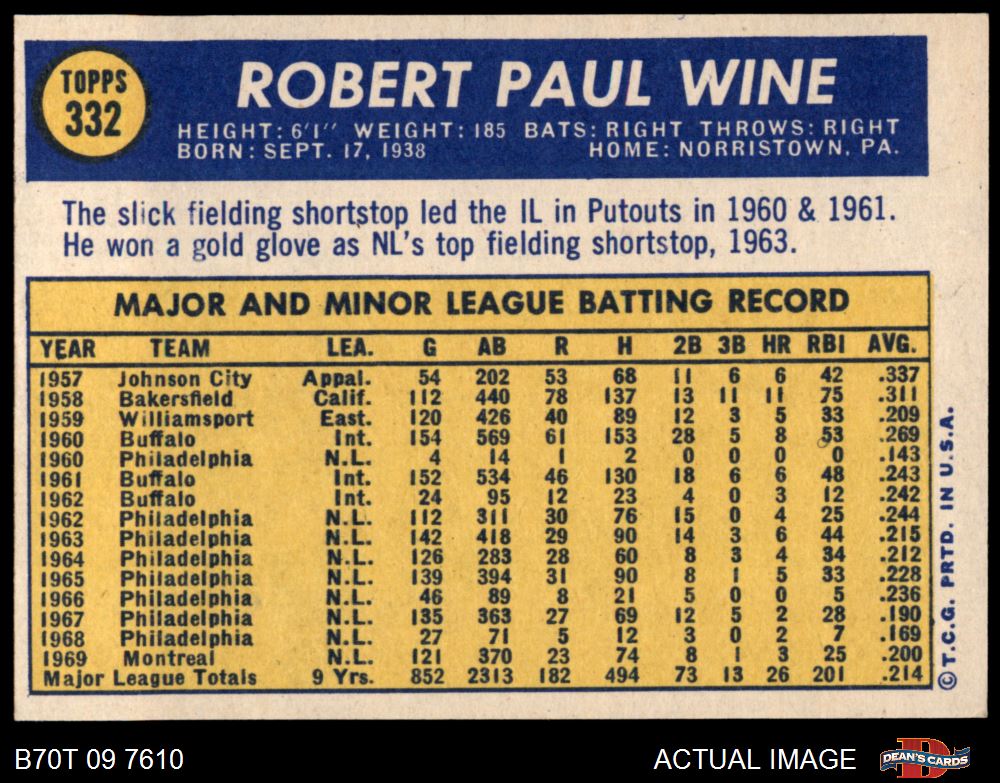 TOPPS
332
ROBERT PAUL WINE
HEIGHT: 6'1" WEIGHT: 185 BATS: RIGHT THROWS: RIGHT
BORN: SEPT. 17, 1938 HOME: NORRISTOWN, PA.
The slick fielding shortstop led the IL in Putouts in 1960 & 1961.
He won a gold glove as NL's top fielding shortstop, 1963.
MAJOR AND MINOR LEAGUE BATTING RECORD
YEAR TEAM LEA. G AB R H 2B 3B HR RBI AVG.
1957 Johnson City Appal. 54 202 53 68 11 6 6 42 .337
1958 Bakersfield Calif. 112 440 78 137 13 11 11 75 .311
1959 Williamsport East. 120 426 40 89 12 3 5 33 .209
1960 Buffalo Int. 154 569 61 153 28 5 8 53 .269
1960 Philadelphia N.L. 4 14 1 2 0 0 0 0 .143
1961 Buffalo Int. 152 534 46 130 18 6 6 48 .243
1962 Buffalo Int. 24 95 12 23 4 0 3 12 .242
1962 Philadelphia N.L. 112 311 30 76 15 0 4 25 .244
1963 Philadelphia N.L. 142 418 29 90 14 3 6 44 .215
1964 Philadelphia N.L. 126 283 28 60 8 3 4 34 .212
1965 Philadelphia N.L. 139 394 31 90 8 1 5 33 .228
1966 Philadelphia N.L. 46 89 8 21 5 0 0 5 .236
1967 Philadelphia N.L. 135 363 27 69 12 5 2 28 .190
1968 Philadelphia N.L. 27 71 5 12 3 0 2 7 .169
1969 Montreal N.L. 121 370 23 74 8 1 3 25 .200
Major League Totals 9 Yrs. 852 2313 182 494 73 13 26 201 .214
© T.C.G. PRTD. IN U.S.A.
B70T 09 7610 ACTUAL IMAGE DEAN'S CARDS